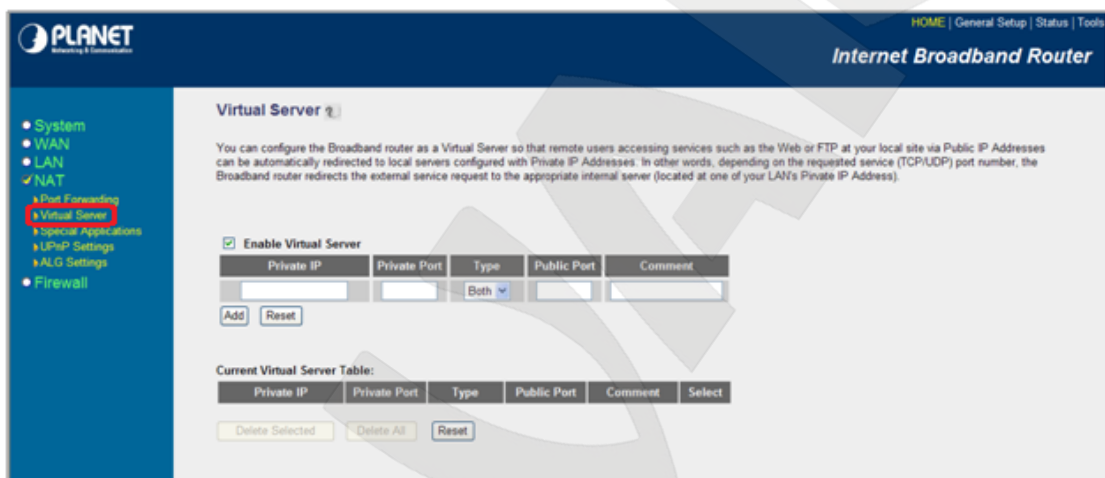 PLANET
Networking & Communication
HOME | General Setup | Status | Tools
Internet Broadband Router
System
WAN
LAN
NAT
Port Forwarding
Virtual Server
Special Applications
UPnP Settings
ALG Settings
Firewall
Virtual Server
You can configure the Broadband router as a Virtual Server so that remote users accessing services such as the Web or FTP at your local site via Public IP Addresses
can be automatically redirected to local servers configured with Private IP Addresses. In other words, depending on the requested service (TCP/UDP) port number, the
Broadband router redirects the external service request to the appropriate internal server (located at one of your LAN's Private IP Address).
Enable Virtual Server
Private IP Private Port Type Public Port Comment
Both
Add Reset
Current Virtual Server Table:
Private IP Private Port Type Public Port Comment Select
Delete Selected Delete All Reset